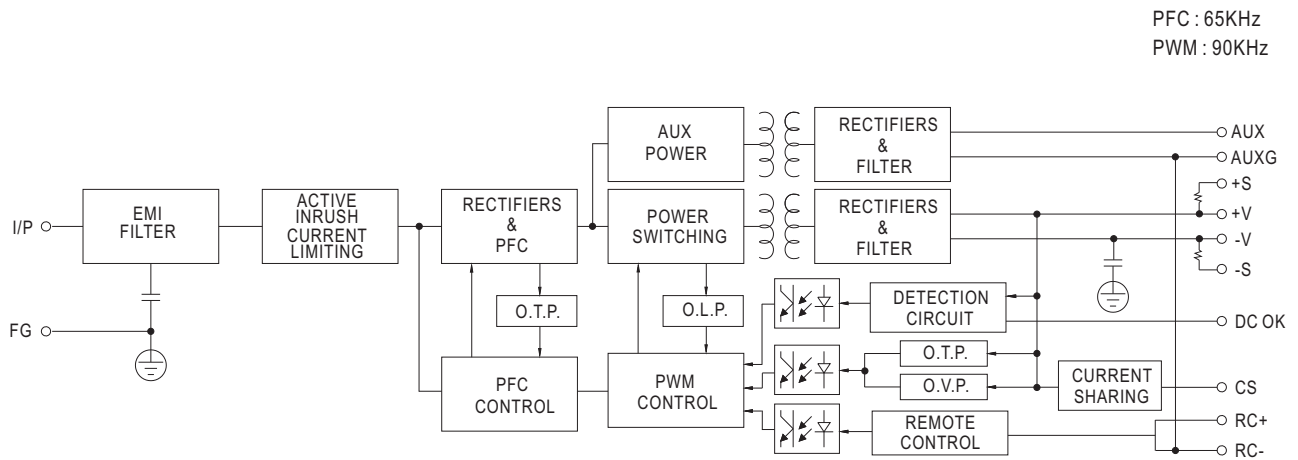 PFC : 65KHz
PWM : 90KHz
AUX
POWER
RECTIFIERS
&
FILTER
AUX
AUXG
I/P
EMI
FILTER
ACTIVE
INRUSH
CURRENT
LIMITING
RECTIFIERS
&
PFC
POWER
SWITCHING
RECTIFIERS
&
FILTER
+S
+V
-V
-S
FG
O.T.P.
O.L.P.
DETECTION
CIRCUIT
DC OK
PFC
CONTROL
PWM
CONTROL
O.T.P.
O.V.P.
CURRENT
SHARING
CS
REMOTE
CONTROL
RC+
RC-